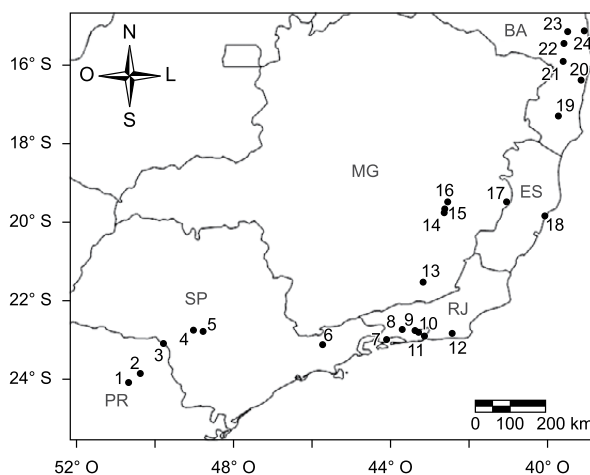 BA
23
24
22
21
20
19
N
O
L
S
16°S
18°S
20°S
22°S
24°S
MG
16
15
14
17
ES
18
13
SP
RJ
8
9
10
7
11
12
6
4
5
3
2
1
PR
0 100 200 km
52° O
48° O
44° O
40° O